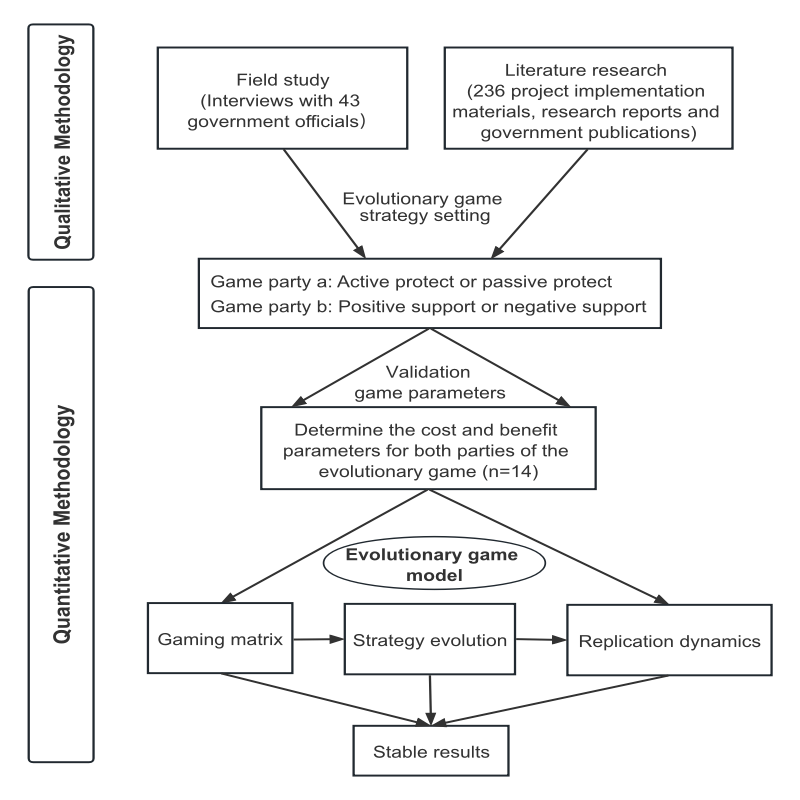 Qualitative Methodology
Field study
(Interviews with 43
government officials)
Literature research
(236 project implementation
materials, research reports and
government publications)
Evolutionary game
strategy setting
Game party a: Active protect or passive protect
Game party b: Positive support or negative support
Quantitative Methodology
Validation
game parameters
Determine the cost and benefit
parameters for both parties of the
evolutionary game (n=14)
Evolutionary game
model
Gaming matrix
Strategy evolution
Replication dynamics
Stable results